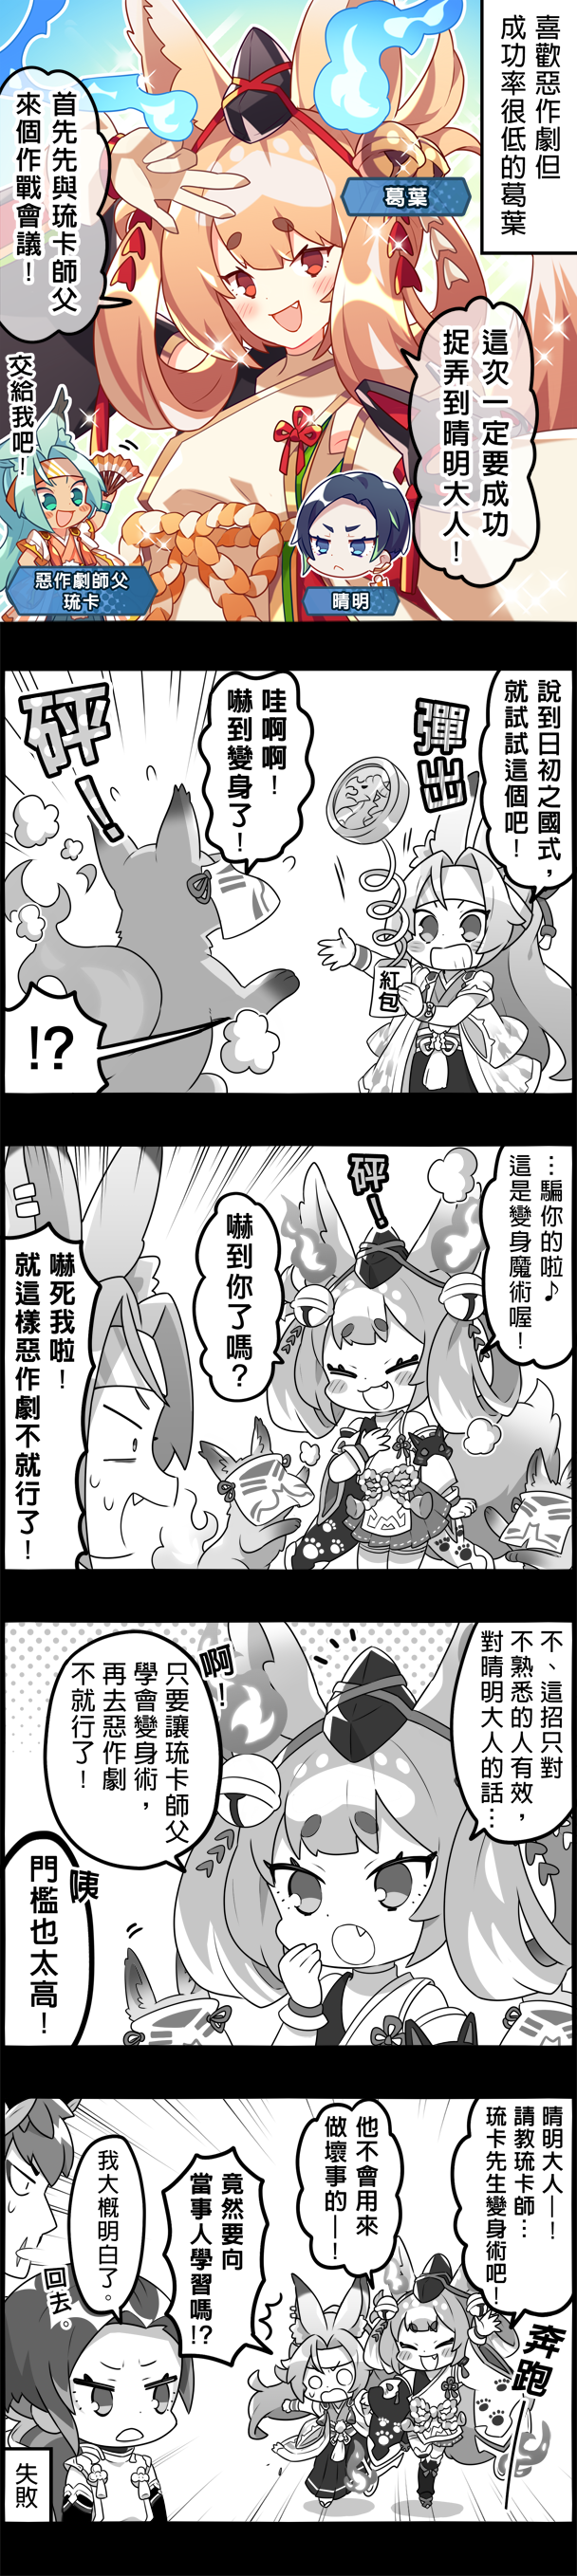 喜歡惡作劇但
成功率很低的葛葉
葛葉
這次一定要成功
捉弄到晴明大人！
首先先與琉卡師父
來個作戰會議！
交給我吧！
惡作劇師父
琉卡
晴明
說到日初之國式，
就試試這個吧！
彈出
紅包
哇啊啊！
嚇到變身了！
砰！
!?
…騙你的啦♪
這是變身魔術喔！
砰！
嚇到你了嗎？
嚇死我啦！
就這樣惡作劇不就行了！
不、這招只對
不熟悉的人有效，
對晴明大人的話…
啊！
只要讓琉卡師父
學會變身術，
再去惡作劇
不就行了！
咦
門檻也太高！
晴明大人—！
請教琉卡師…
琉卡先生變身術吧！
奔跑—
他不會用來
做壞事的—！
竟然要向
當事人學習嗎!?
我大概明白了。
回去。
失敗